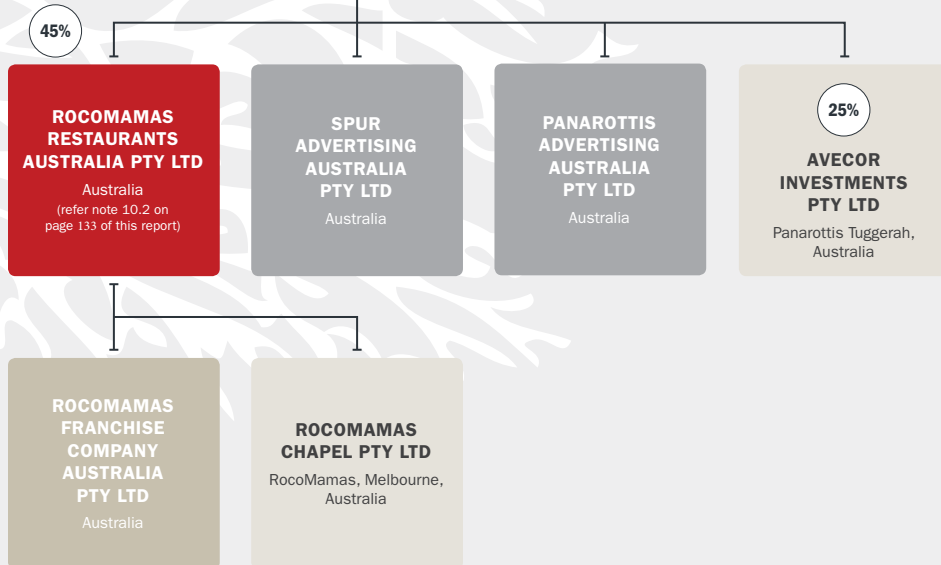 45%
ROCOMAMAS
RESTAURANTS
AUSTRALIA PTY LTD
Australia
(refer note 10.2 on
page 133 of this report)
SPUR
ADVERTISING
AUSTRALIA
PTY LTD
Australia
PANAROTTIS
ADVERTISING
AUSTRALIA
PTY LTD
Australia
25%
AVECOR
INVESTMENTS
PTY LTD
Panarottis Tuggerah,
Australia
ROCOMAMAS
FRANCHISE
COMPANY
AUSTRALIA
PTY LTD
Australia
ROCOMAMAS
CHAPEL PTY LTD
RocoMamas, Melbourne,
Australia